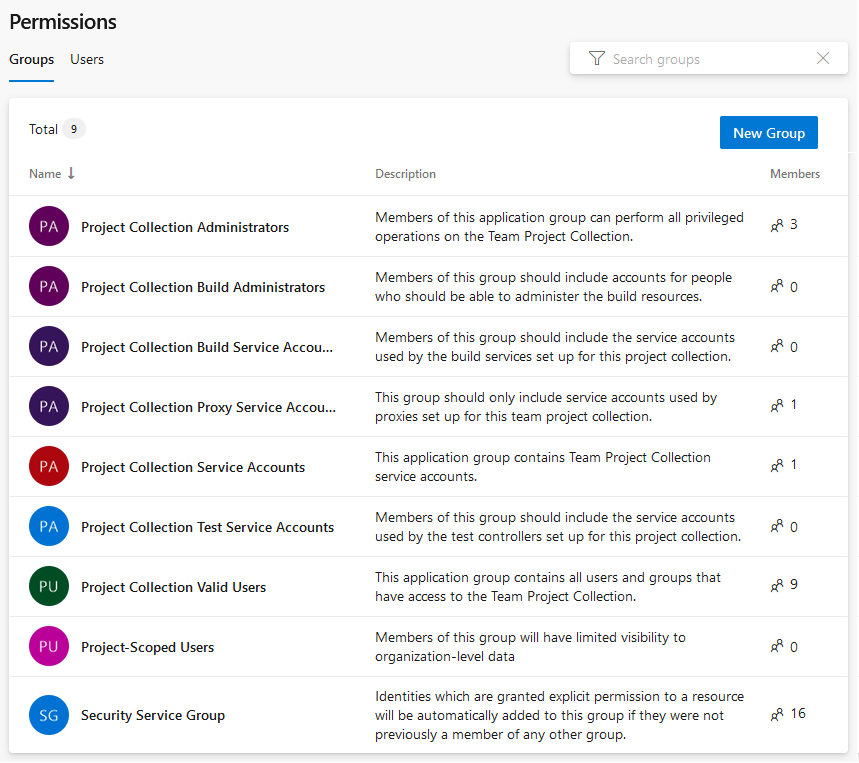 Permissions
Groups Users
Search groups
Total 9
New Group
Name Description Members
PA Project Collection Administrators
Members of this application group can perform all privileged
operations on the Team Project Collection.
3
PA Project Collection Build Administrators
Members of this group should include accounts for people
who should be able to administer the build resources.
0
PA Project Collection Build Service Accou...
Members of this group should include the service accounts
used by the build services set up for this project collection.
0
PA Project Collection Proxy Service Accou...
This group should only include service accounts used by
proxies set up for this team project collection.
1
PA Project Collection Service Accounts
This application group contains Team Project Collection
service accounts.
1
PA Project Collection Test Service Accounts
Members of this group should include the service accounts
used by the test controllers set up for this project collection.
0
PU Project Collection Valid Users
This application group contains all users and groups that
have access to the Team Project Collection.
9
PU Project-Scoped Users
Members of this group will have limited visibility to
organization-level data
0
SG Security Service Group
Identities which are granted explicit permission to a resource
will be automatically added to this group if they were not
previously a member of any other group.
16